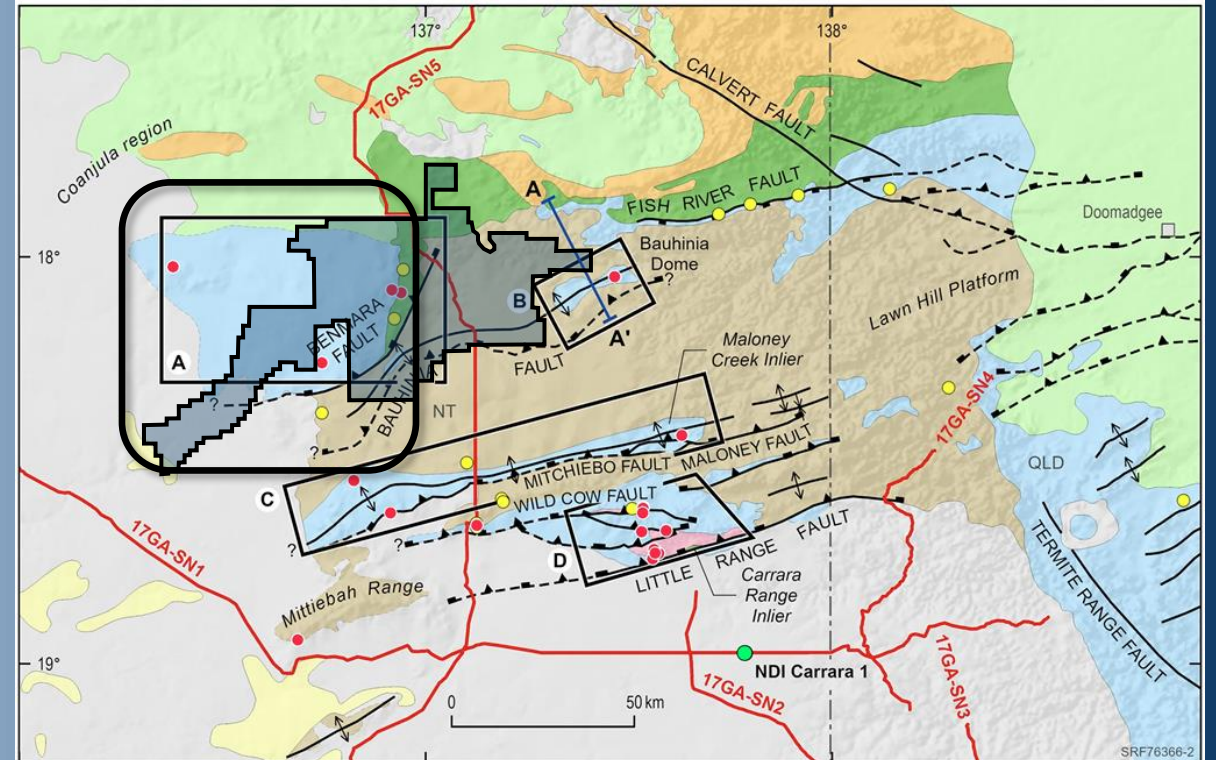 137°
138°
17GA-SN5
CALVERT FAULT
Coanjula region
A
FISH RIVER FAULT
Doomadgee
18°
Bauhinia
Dome
?
B
Lawn Hill Platform
A'
BENMARA
FAULT
A
Maloney
Creek Inlier
FAULT
?
BAUHINIA
NT
17GA-SN4
?
MITCHIEBO FAULT
MALONEY FAULT
QLD
C
WILD COW FAULT
17GA-SN1
?
?
D
LITTLE RANGE FAULT
TERMITE RANGE FAULT
Mittiebah Range
Carrara
Range
Inlier
19°
NDI Carrara 1
17GA-SN2
17GA-SN3
0
50 km
SRF76366-2